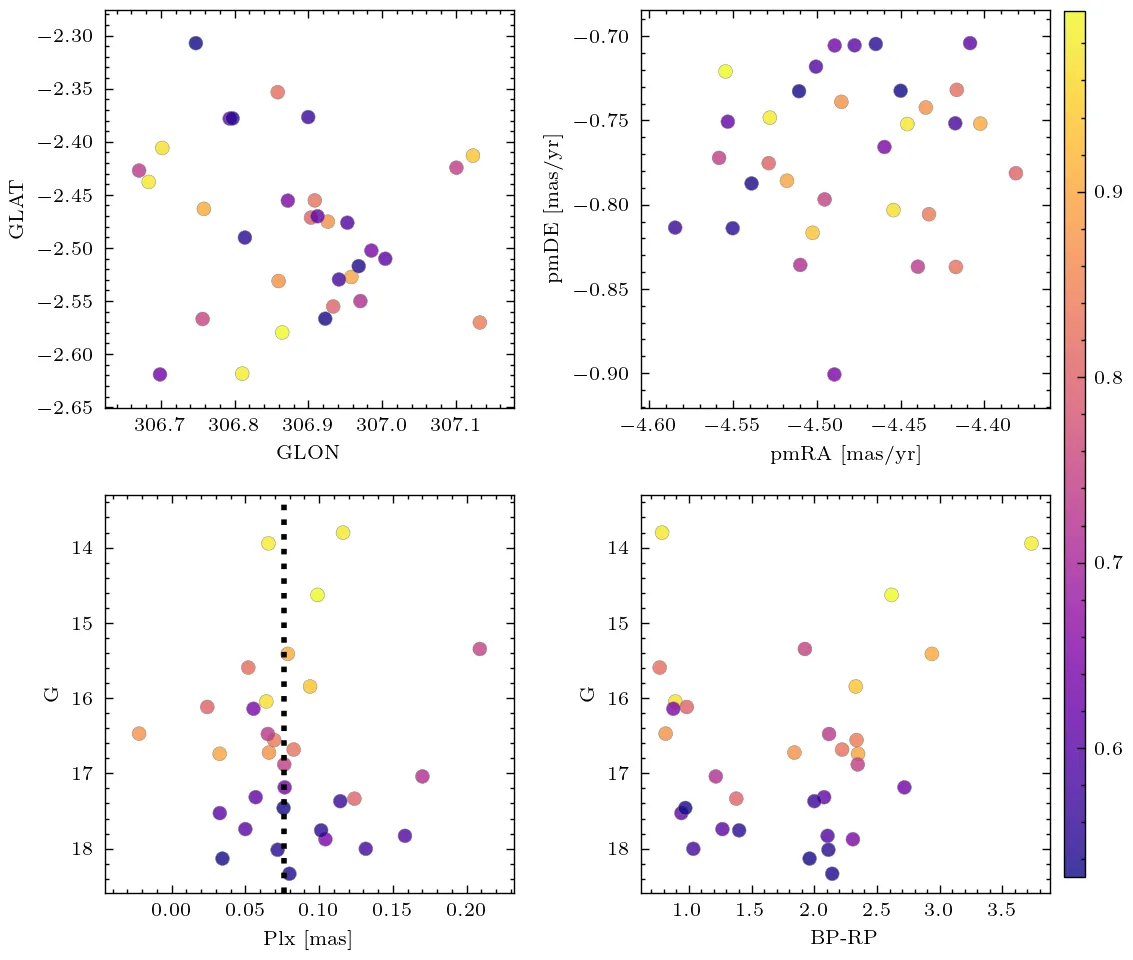 −2.30
−2.35
−2.40
−2.45
−2.50
−2.55
−2.60
−2.65
GLAT
306.7 306.8 306.9 307.0 307.1
GLON
−0.70
−0.75
−0.80
−0.85
−0.90
pmDE [mas/yr]
−4.60 −4.55 −4.50 −4.45 −4.40
pmRA [mas/yr]
0.9
0.8
0.7
0.6
14
15
16
17
18
G
0.00 0.05 0.10 0.15 0.20
Plx [mas]
14
15
16
17
18
G
1.0 1.5 2.0 2.5 3.0 3.5
BP-RP